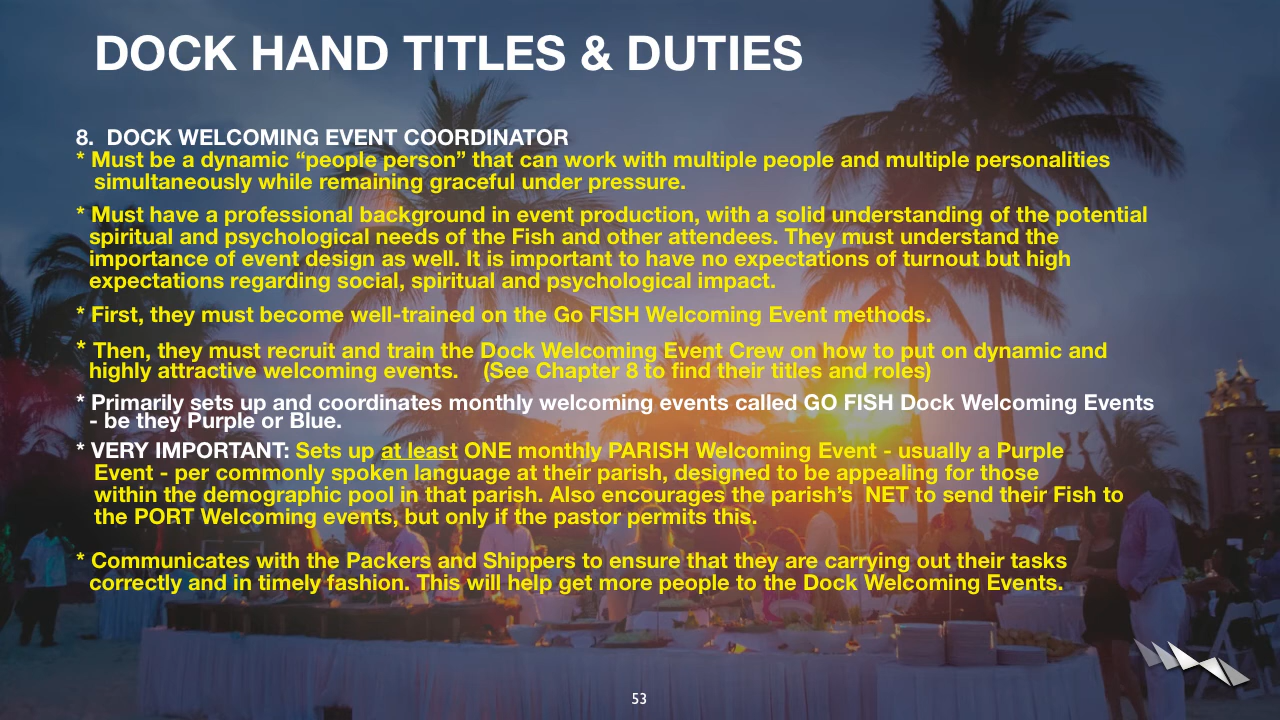 DOCK HAND TITLES & DUTIES
8.  DOCK WELCOMING EVENT COORDINATOR
* Must be a dynamic “people person” that can work with multiple people and multiple personalities
simultaneously while remaining graceful under pressure.
* Must have a professional background in event production, with a solid understanding of the potential
spiritual and psychological needs of the Fish and other attendees. They must understand the
importance of event design as well. It is important to have no expectations of turnout but high
expectations regarding social, spiritual and psychological impact.
* First, they must become well-trained on the Go FISH Welcoming Event methods.
* Then, they must recruit and train the Dock Welcoming Event Crew on how to put on dynamic and
highly attractive welcoming events.    (See Chapter 8 to find their titles and roles)
* Primarily sets up and coordinates monthly welcoming events called GO FISH Dock Welcoming Events
- be they Purple or Blue.
* VERY IMPORTANT: Sets up at least ONE monthly PARISH Welcoming Event - usually a Purple
Event - per commonly spoken language at their parish, designed to be appealing for those
within the demographic pool in that parish. Also encourages the parish’s  NET to send their Fish to
the PORT Welcoming events, but only if the pastor permits this.
* Communicates with the Packers and Shippers to ensure that they are carrying out their tasks
correctly and in timely fashion. This will help get more people to the Dock Welcoming Events.
53